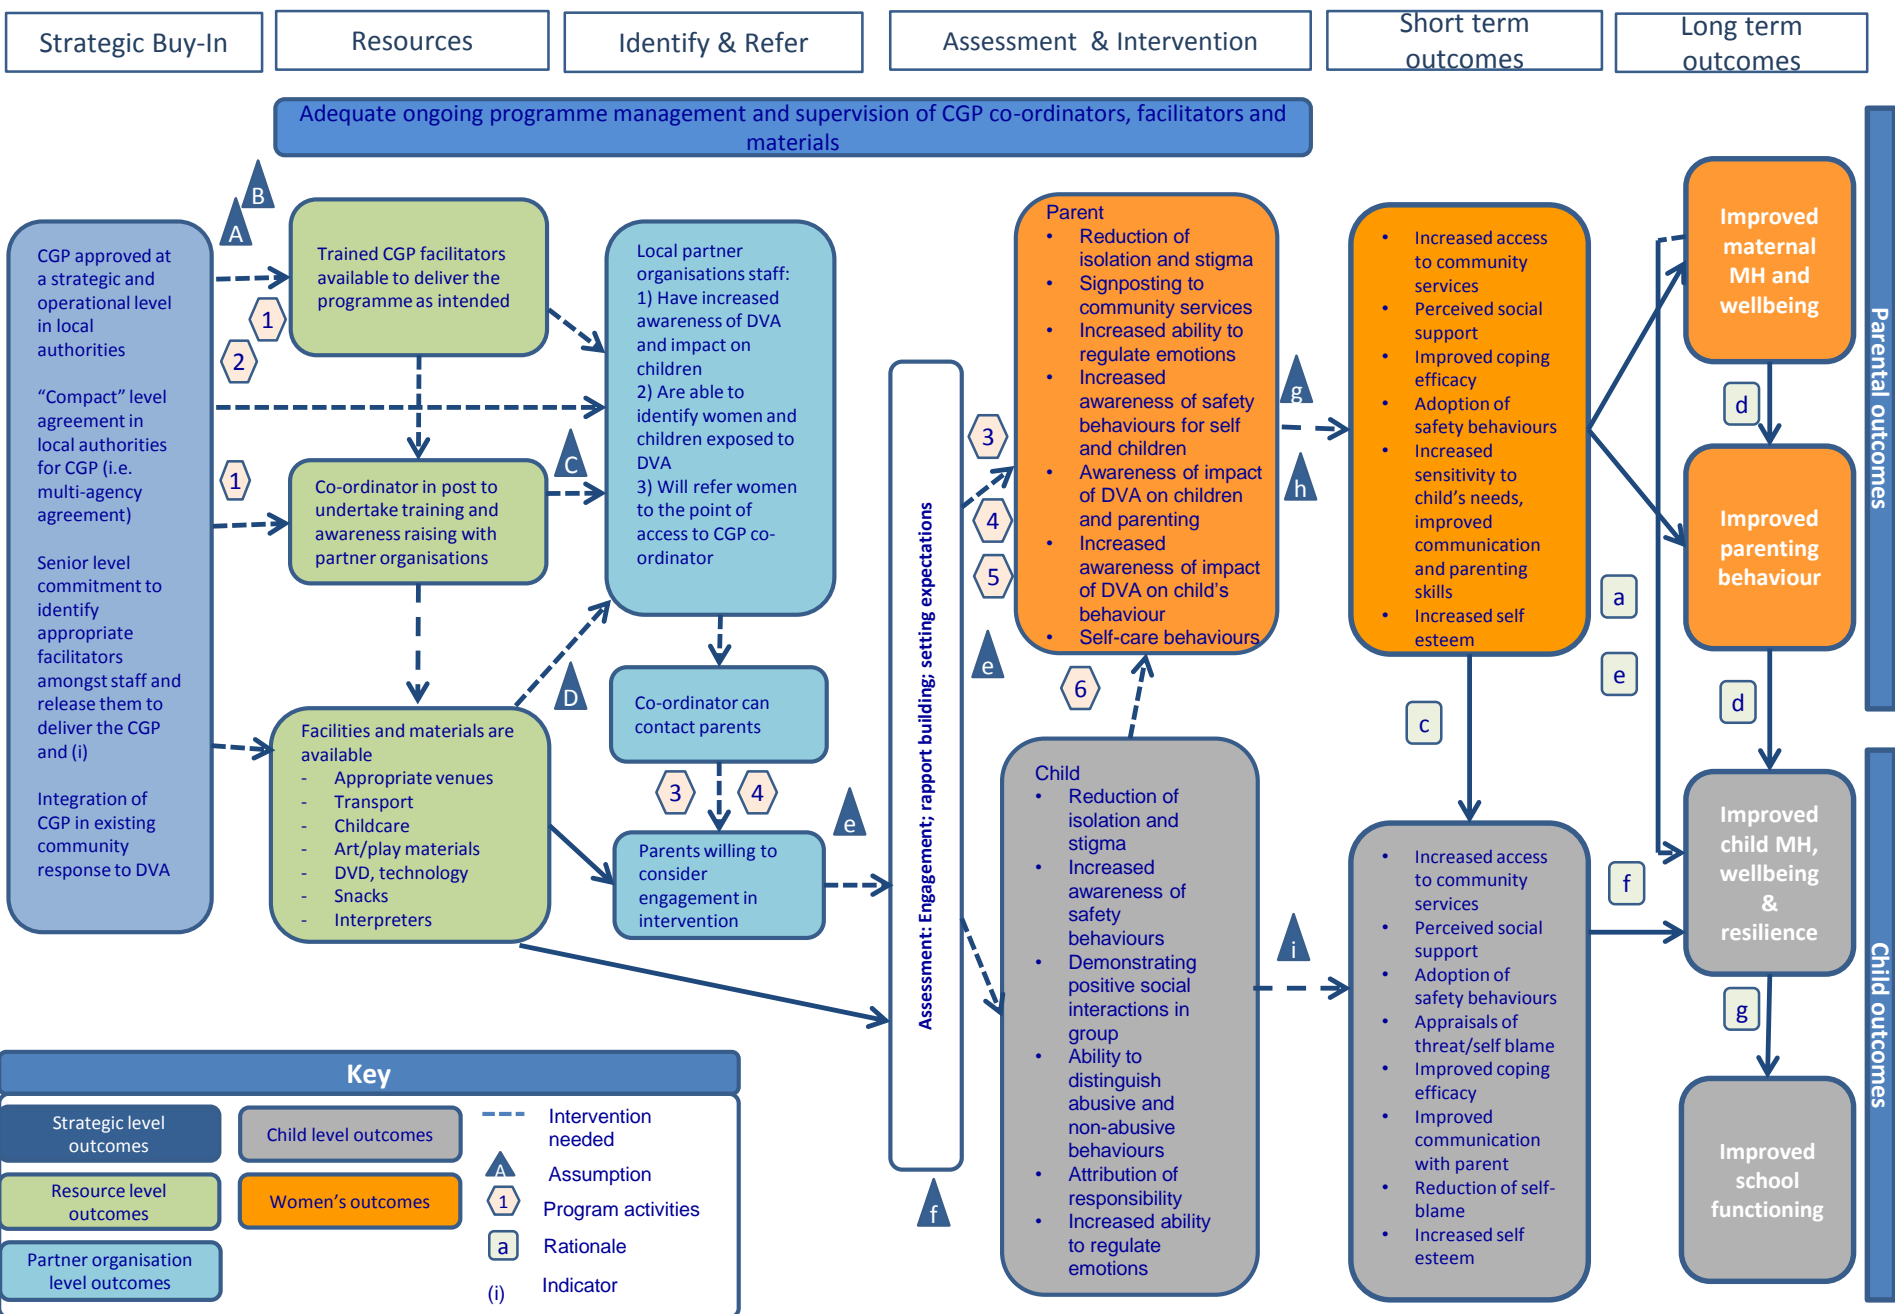 Strategic Buy-In
Resources
Identify & Refer
Assessment & Intervention
Short term
outcomes
Long term
outcomes
Adequate ongoing programme management and supervision of CGP co-ordinators, facilitators and
materials
B
A
1
2
1
CGP approved at
a strategic and
operational level
in local
authorities
“Compact” level
agreement in
local authorities
for CGP (i.e.
multi-agency
agreement)
Senior level
commitment to
identify
appropriate
facilitators
amongst staff and
release them to
deliver the CGP
and (i)
Integration of
CGP in existing
community
response to DVA
Trained CGP facilitators
available to deliver the
programme as intended
Co-ordinator in post to
undertake training and
awareness raising with
partner organisations
Facilities and materials are
available
- Appropriate venues
- Transport
- Childcare
- Art/play materials
- DVD, technology
- Snacks
- Interpreters
C
D
Local partner
organisations staff:
1) Have increased
awareness of DVA
and impact on
children
2) Are able to
identify women and
children exposed to
DVA
3) Will refer women
to the point of
access to CGP co-
ordinator
Co-ordinator can
contact parents
3
4
Parents willing to
consider
engagement in
intervention
e
Assessment: Engagement; rapport building; setting expectations
f
3
4
5
e
6
Parent
• Reduction of
isolation and stigma
• Signposting to
community services
• Increased ability to
regulate emotions
• Increased
awareness of safety
behaviours for self
and children
• Awareness of impact
of DVA on children
and parenting
• Increased
awareness of impact
of DVA on child’s
behaviour
• Self-care behaviours
Child
• Reduction of
isolation and
stigma
• Increased
awareness of
safety
behaviours
• Demonstrating
positive social
interactions in
group
• Ability to
distinguish
abusive and
non-abusive
behaviours
• Attribution of
responsibility
• Increased ability
to regulate
emotions
g
h
i
• Increased access
to community
services
• Perceived social
support
• Improved coping
efficacy
• Adoption of
safety behaviours
• Increased
sensitivity to
child’s needs,
improved
communication
and parenting
skills
• Increased self
esteem
c
• Increased access
to community
services
• Perceived social
support
• Adoption of
safety behaviours
• Appraisals of
threat/self blame
• Improved coping
efficacy
• Improved
communication
with parent
• Reduction of self-
blame
• Increased self
esteem
a
e
f
Improved
maternal
MH and
wellbeing
d
Improved
parenting
behaviour
d
Improved
child MH,
wellbeing
&
resilience
g
Improved
school
functioning
Parental outcomes
Child outcomes
Key
Strategic level
outcomes
Resource level
outcomes
Partner organisation
level outcomes
Child level outcomes
Women’s outcomes
Intervention
needed
A
Assumption
1
Program activities
a
Rationale
(i)
Indicator